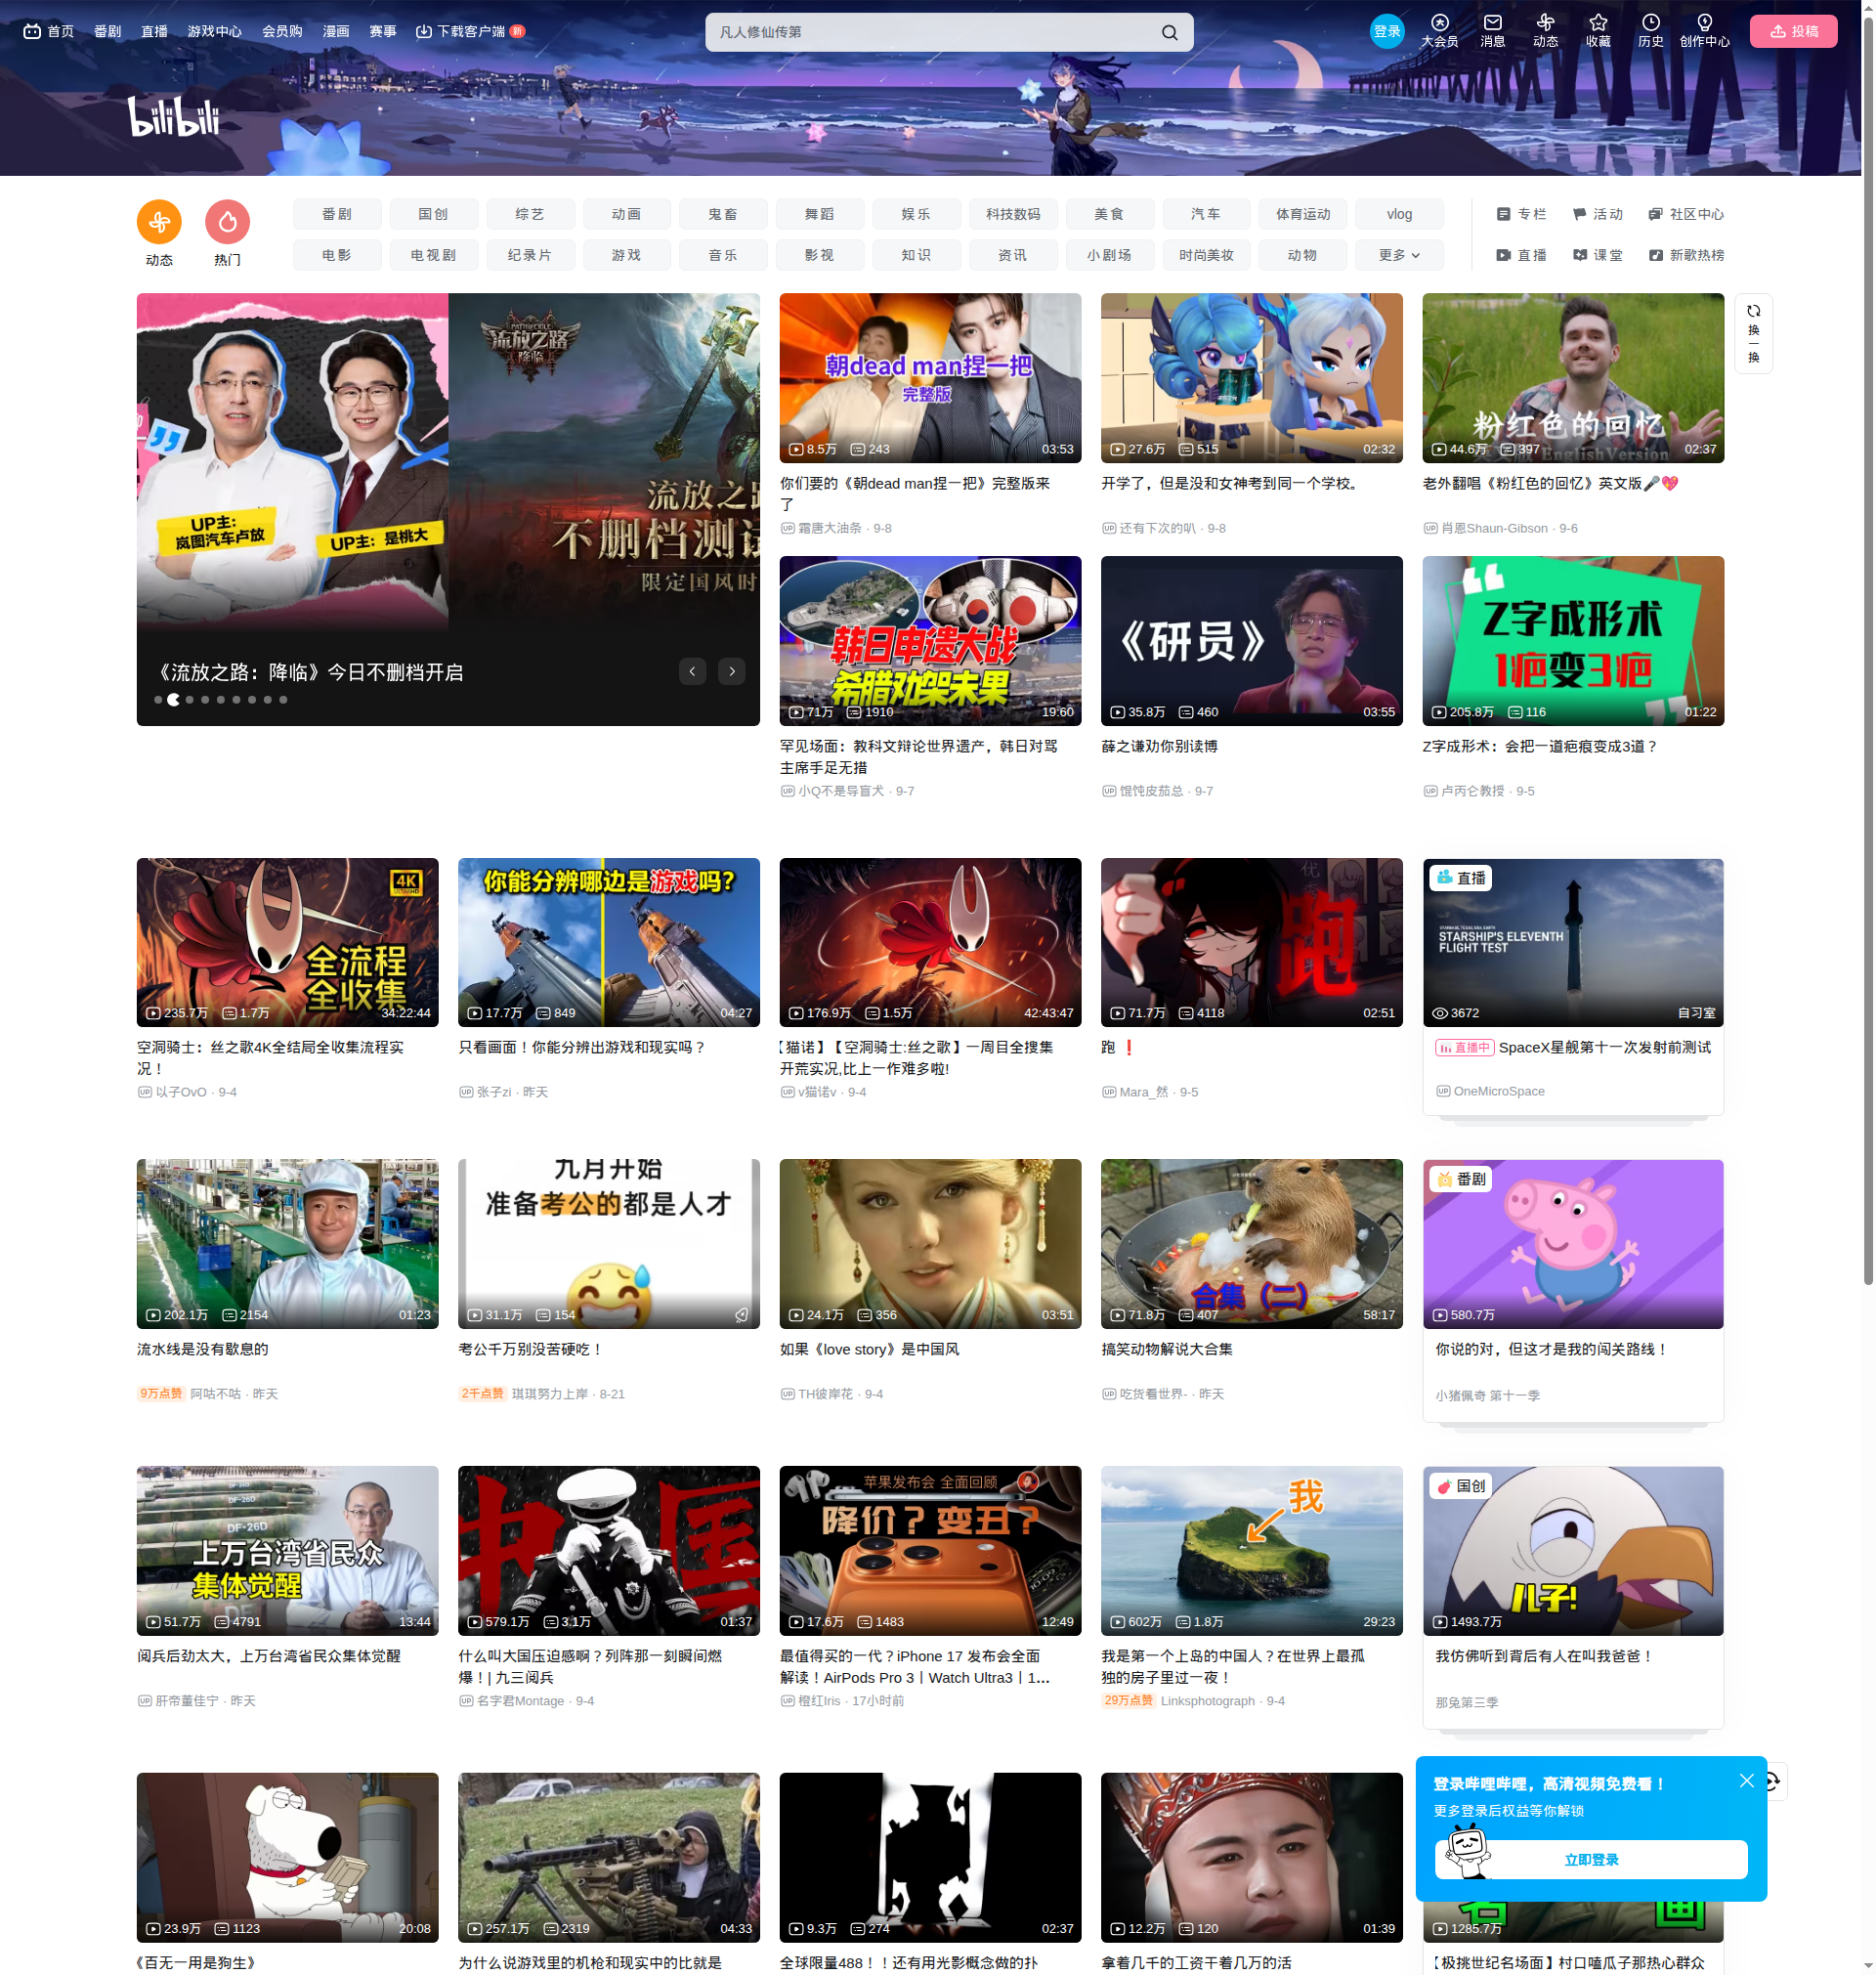 首页 番剧 直播 游戏中心 会员购 漫画 赛事 下载客户端 新
凡人修仙传第
登录 大会员 消息 动态 收藏 历史 创作中心 投稿
bilibili
动态 热门
番剧 国创 综艺 动画 鬼畜 舞蹈 娱乐 科技数码 美食 汽车 体育运动 vlog
电影 电视剧 纪录片 游戏 音乐 影视 知识 资讯 小剧场 时尚美妆 动物 更多
专栏 活动 社区中心
直播 课堂 新歌热榜
换一换
UP主:
岚图汽车卢放
UP主: 是桃大
流放之路
降临
流放之路
不删档测试
限定国风时
《流放之路：降临》今日不删档开启
朝dead man捏一把
完整版
8.5万 243 03:53
你们要的《朝dead man捏一把》完整版来
了
霜唐大油条 · 9-8
27.6万 515 02:32
开学了，但是没和女神考到同一个学校。
还有下次的叭 · 9-8
粉红色的回忆
EnglishVersion
44.6万 397 02:37
老外翻唱《粉红色的回忆》英文版🎤💖
肖恩Shaun-Gibson · 9-6
韩日申遗大战
希腊劝架未果
71万 1910 19:60
罕见场面：教科文辩论世界遗产，韩日对骂
主席手足无措
小Q不是导盲犬 · 9-7
《研员》
35.8万 460 03:55
薛之谦劝你别读博
馄饨皮茄总 · 9-7
Z字成形术
1疤变3疤
205.8万 116 01:22
Z字成形术：会把一道疤痕变成3道？
卢丙仑教授 · 9-5
4K
ULTRA HD
全流程
全收集
235.7万 1.7万 34:22:44
空洞骑士：丝之歌4K全结局全收集流程实
况！
以子OvO · 9-4
你能分辨哪边是游戏吗?
17.7万 849 04:27
只看画面！你能分辨出游戏和现实吗？
张子zi · 昨天
176.9万 1.5万 42:43:47
【猫诺】【空洞骑士:丝之歌】一周目全搜集
开荒实况,比上一作难多啦!
v猫诺v · 9-4
跑
71.7万 4118 02:51
跑 ❗
Mara_然 · 9-5
直播
STARSHIP'S ELEVENTH
FLIGHT TEST
3672 自习室
直播中 SpaceX星舰第十一次发射前测试
OneMicroSpace
202.1万 2154 01:23
流水线是没有歇息的
9万点赞 阿咕不咕 · 昨天
九月开始
准备考公的都是人才
31.1万 154
考公千万别没苦硬吃！
2千点赞 琪琪努力上岸 · 8-21
24.1万 356 03:51
如果《love story》是中国风
TH彼岸花 · 9-4
合集（二）
71.8万 407 58:17
搞笑动物解说大合集
吃货看世界- · 昨天
番剧
580.7万
你说的对，但这才是我的闯关路线！
小猪佩奇 第十一季
DF-26D
DF-26D
DF-26D
上万台湾省民众
集体觉醒
51.7万 4791 13:44
阅兵后劲太大，上万台湾省民众集体觉醒
肝帝董佳宁 · 昨天
中国
579.1万 3.1万 01:37
什么叫大国压迫感啊？列阵那一刻瞬间燃
爆！| 九三阅兵
名字君Montage · 9-4
苹果发布会 全面回顾
降价？变丑？
17.6万 1483 12:49
最值得买的一代？iPhone 17 发布会全面
解读！AirPods Pro 3丨Watch Ultra3丨1...
橙红Iris · 17小时前
我
602万 1.8万 29:23
我是第一个上岛的中国人？在世界上最孤
独的房子里过一夜！
29万点赞 Linksphotograph · 9-4
国创
儿子!
1493.7万
我仿佛听到背后有人在叫我爸爸！
那兔第三季
23.9万 1123 20:08
《百无一用是狗生》
257.1万 2319 04:33
为什么说游戏里的机枪和现实中的比就是
9.3万 274 02:37
全球限量488！！还有用光影概念做的扑
12.2万 120 01:39
拿着几千的工资干着几万的活
登录哔哩哔哩，高清视频免费看！
更多登录后权益等你解锁
立即登录
1285.7万
【极挑世纪名场面】村口嗑瓜子那热心群众